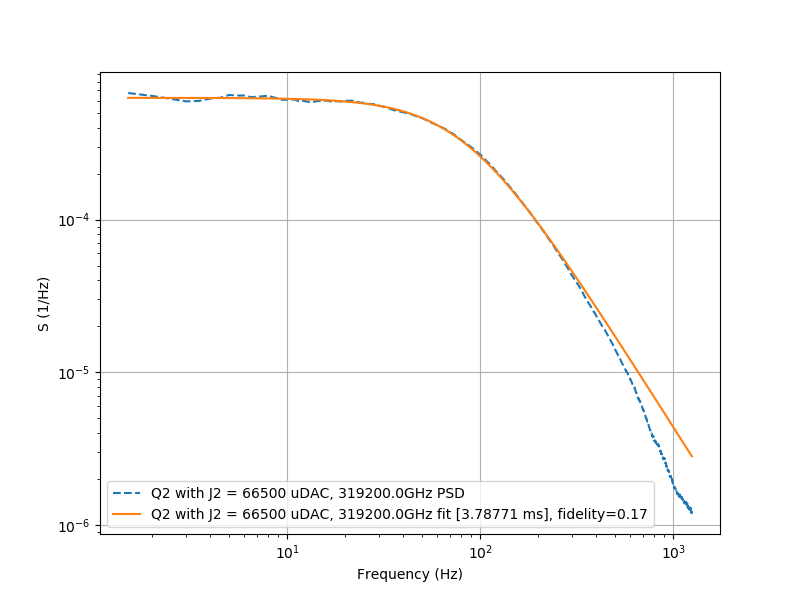 10⁻⁴
10⁻⁵
10⁻⁶
S (1/Hz)
Q2 with J2 = 66500 uDAC, 319200.0GHz PSD
Q2 with J2 = 66500 uDAC, 319200.0GHz fit [3.78771 ms], fidelity=0.17
10¹ 10² 10³
Frequency (Hz)